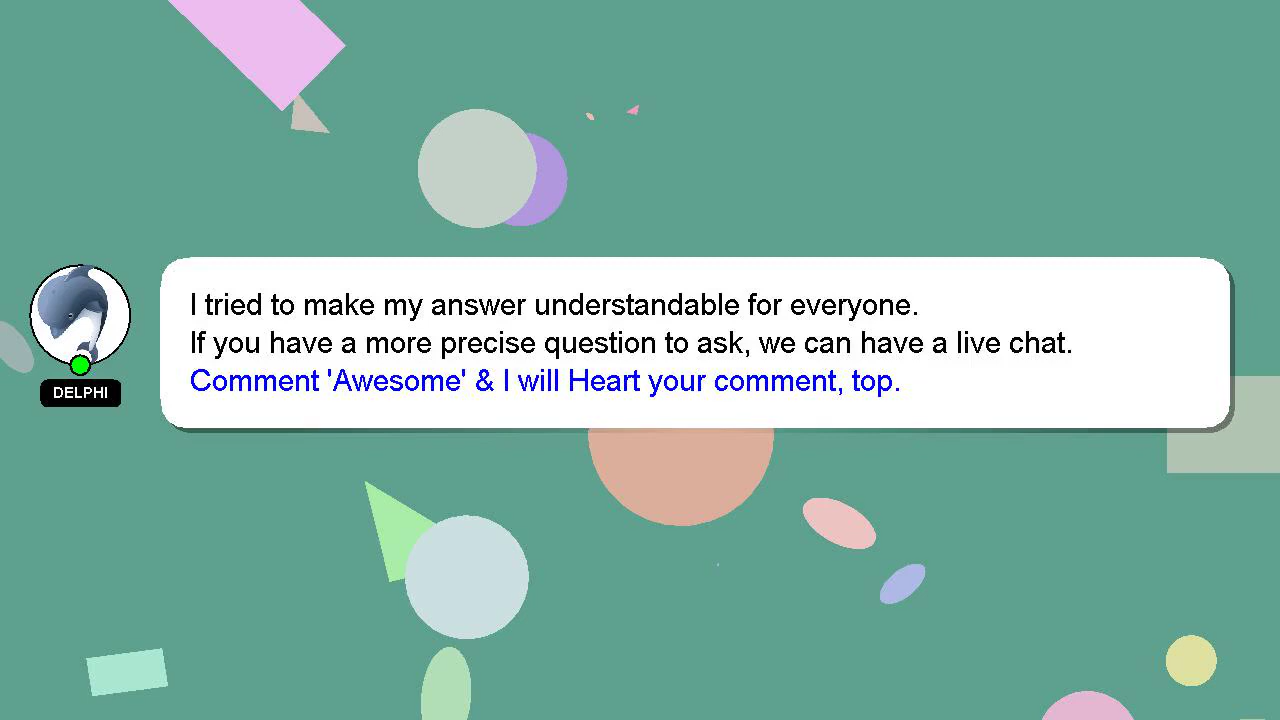 I tried to make my answer understandable for everyone.
If you have a more precise question to ask, we can have a live chat.
Comment 'Awesome' & I will Heart your comment, top.
DELPHI